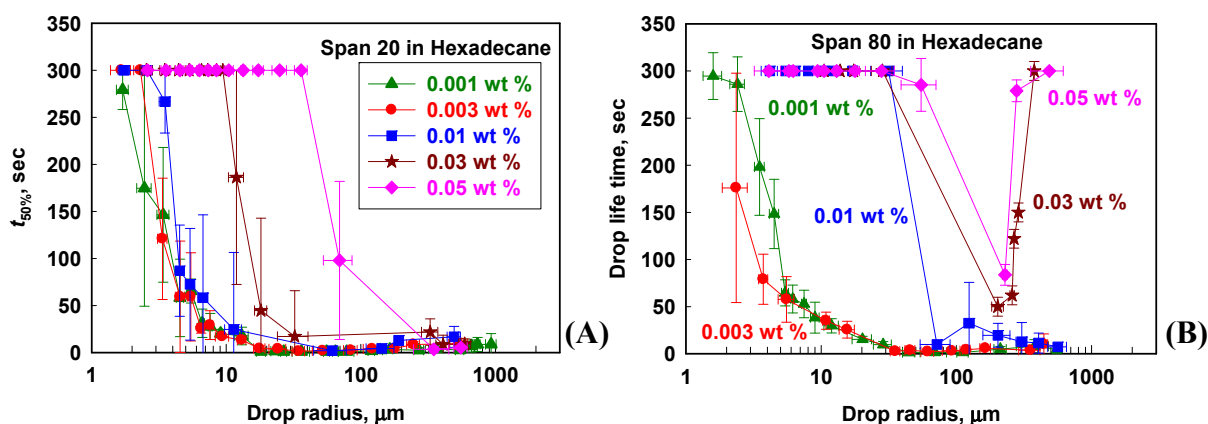 350
300
250
200
150
100
50
0
t50%, sec
Span 20 in Hexadecane
0.001 wt %
0.003 wt %
0.01 wt %
0.03 wt %
0.05 wt %
(A)
1 10 100 1000
Drop radius, μm
350
300
250
200
150
100
50
0
Drop life time, sec
Span 80 in Hexadecane
0.001 wt %
0.05 wt %
0.03 wt %
0.01 wt %
0.003 wt %
(B)
1 10 100 1000
Drop radius, μm